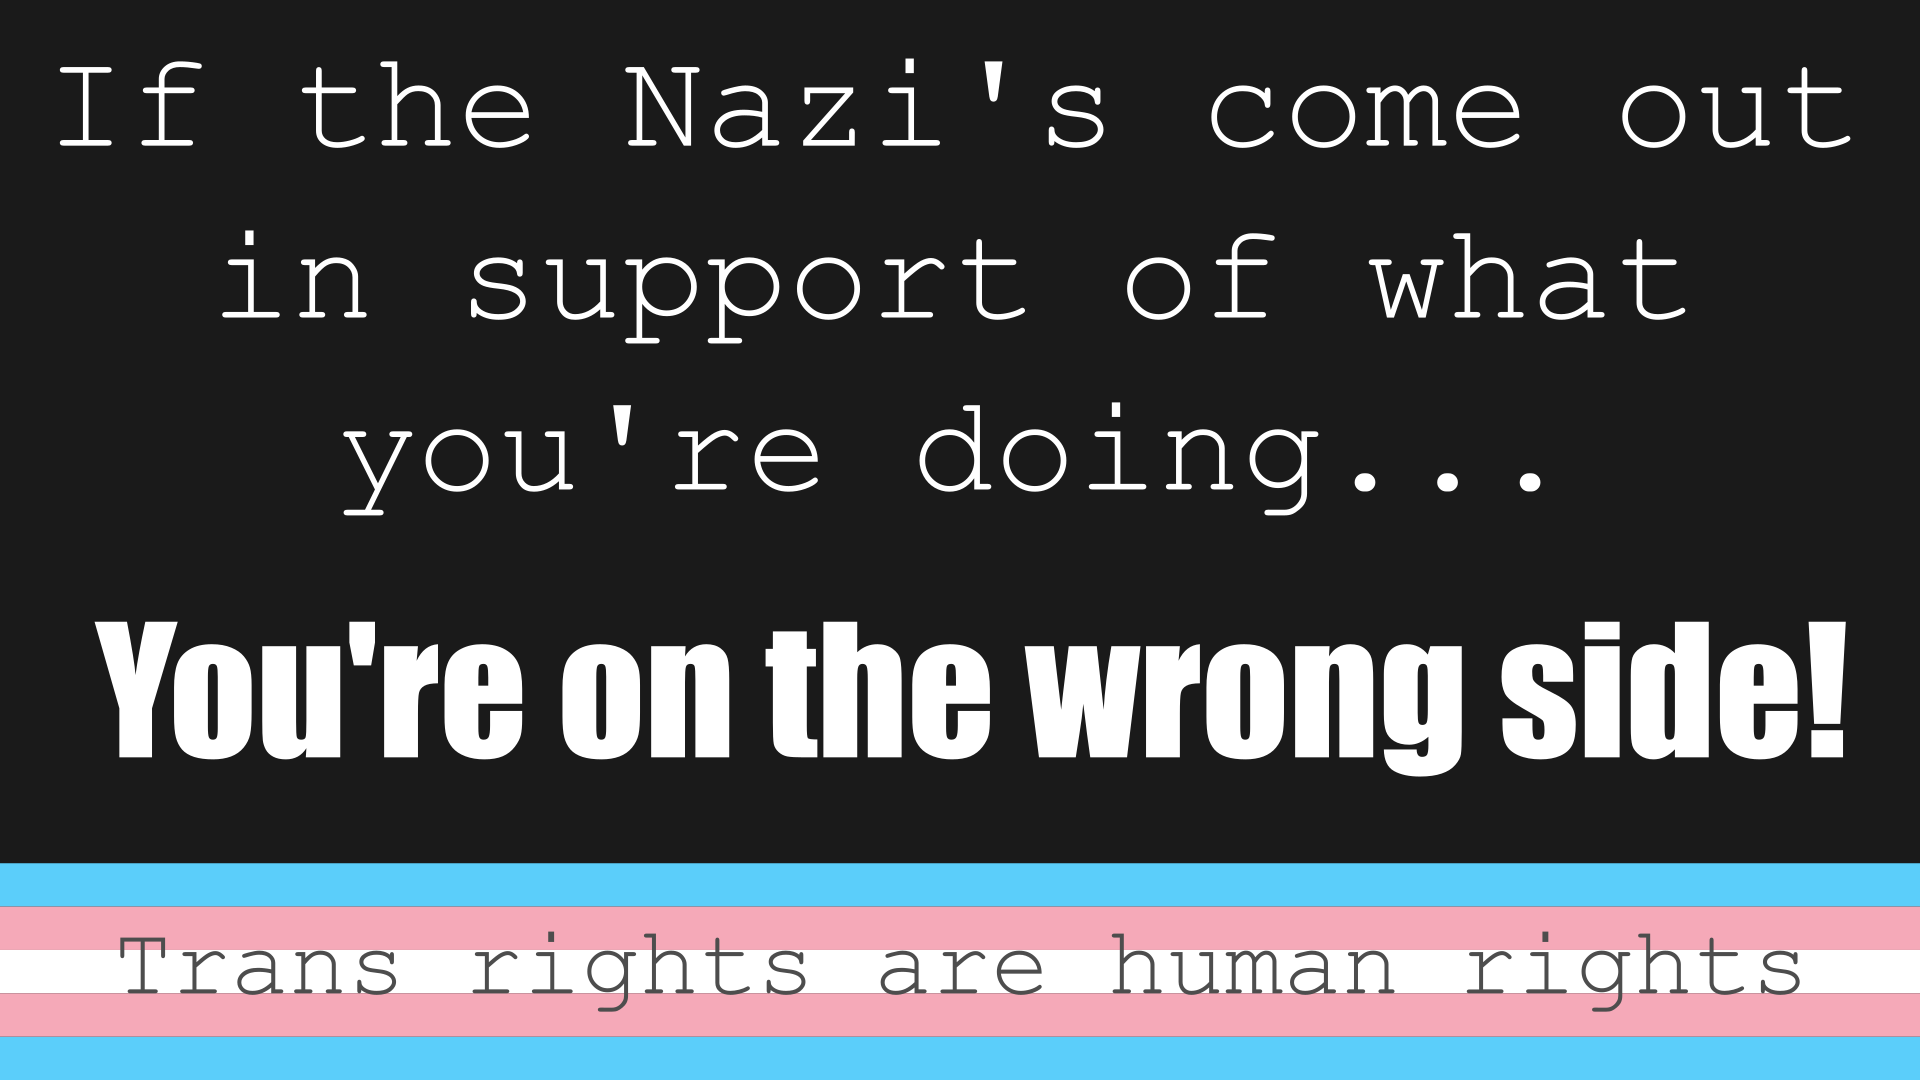 If the Nazi's come out
in support of what
you're doing...
You're on the wrong side!
Trans rights are human rights